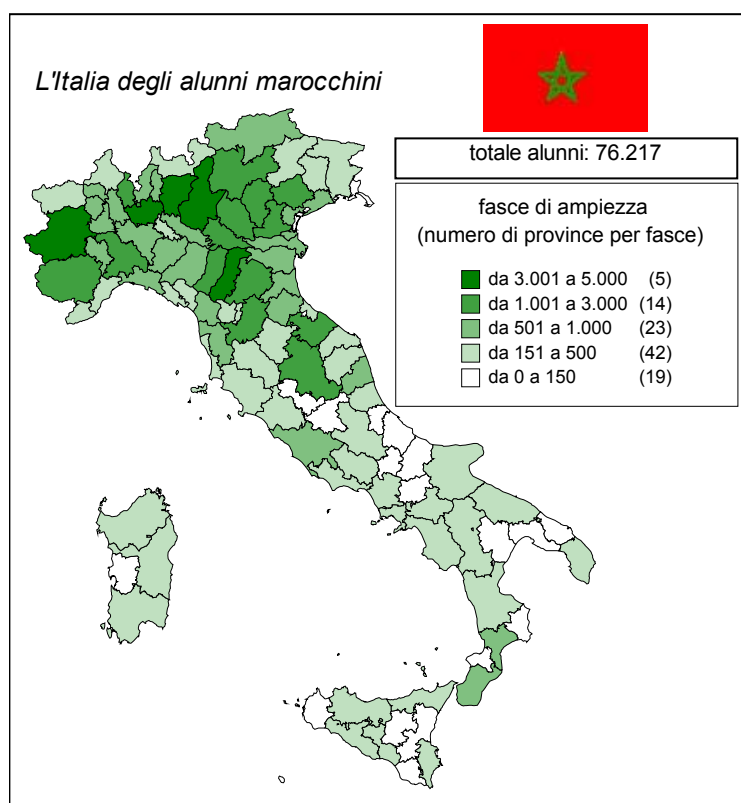 L'Italia degli alunni marocchini
totale alunni: 76.217
fasce di ampiezza
(numero di province per fasce)
da 3.001 a 5.000 (5)
da 1.001 a 3.000 (14)
da 501 a 1.000 (23)
da 151 a 500 (42)
da 0 a 150 (19)